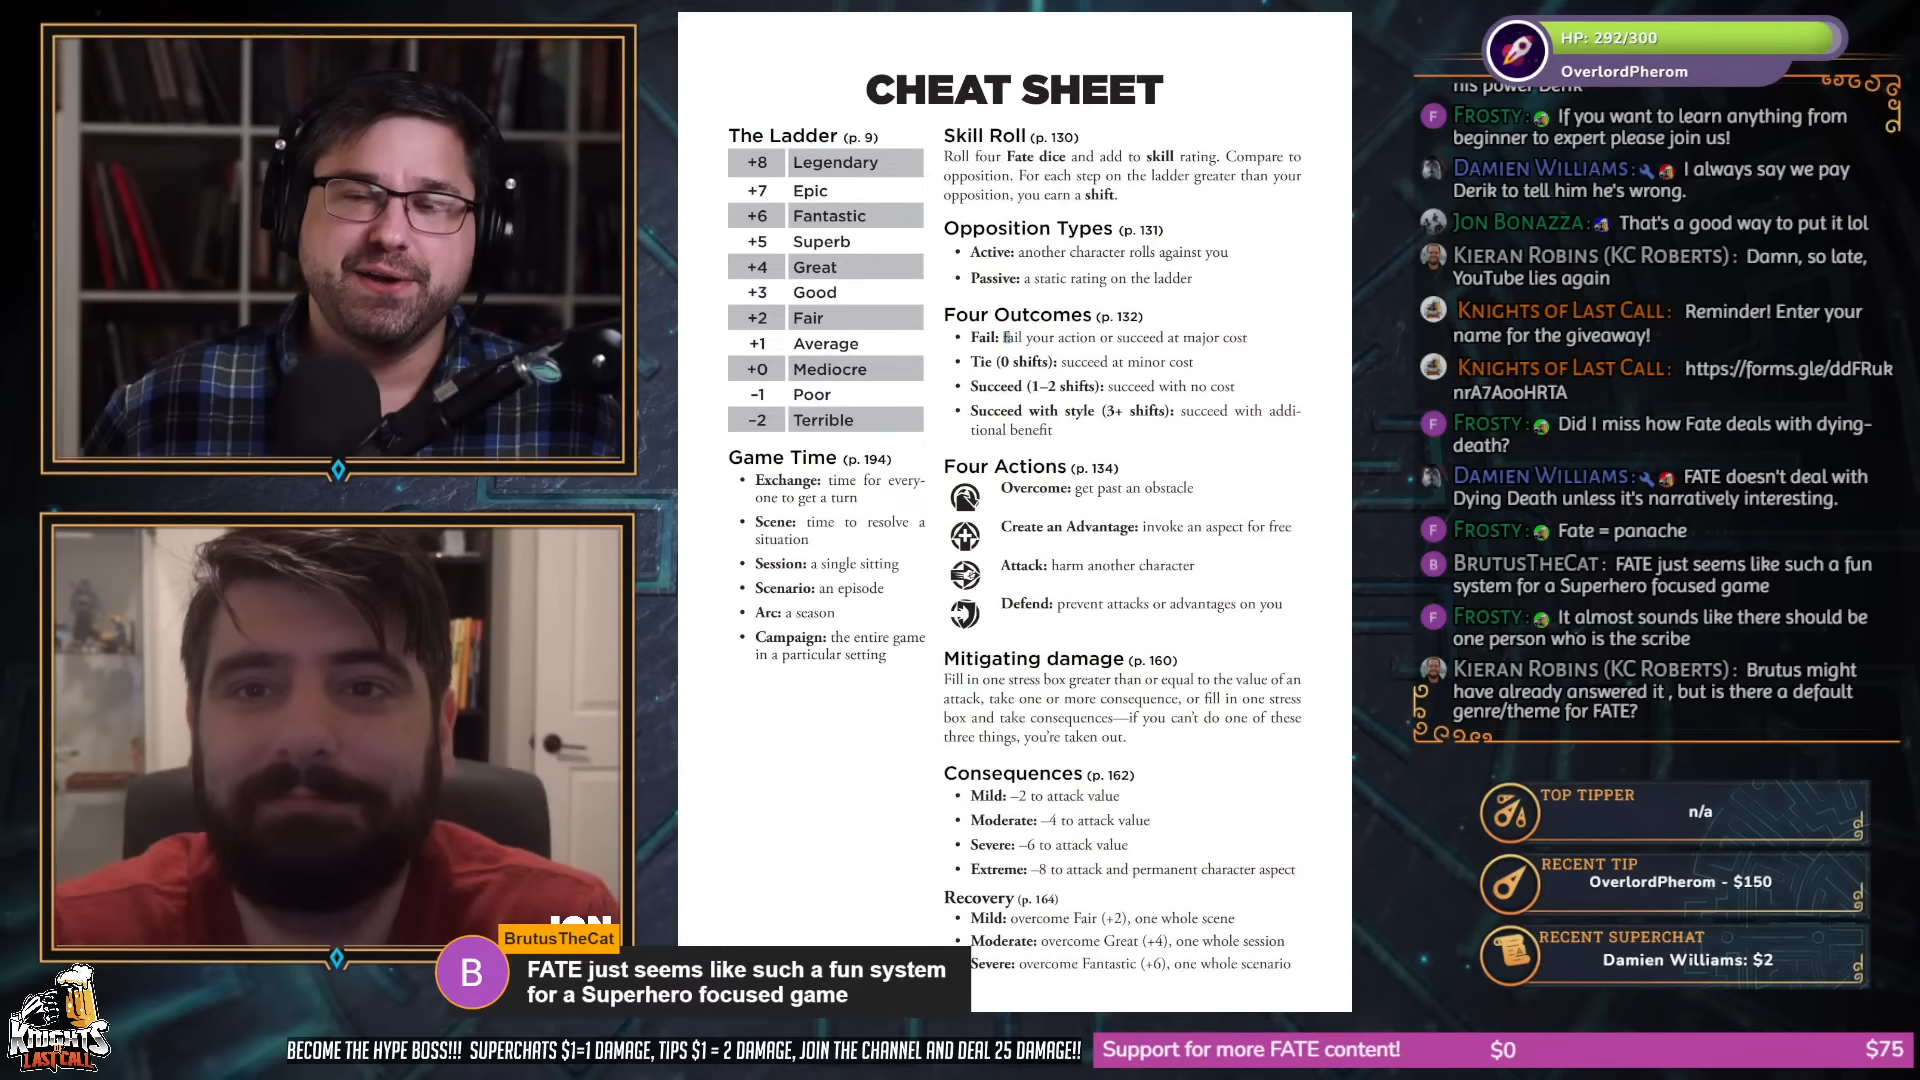 CHEAT SHEET
The Ladder (p. 9)
+8 Legendary
+7 Epic
+6 Fantastic
+5 Superb
+4 Great
+3 Good
+2 Fair
+1 Average
+0 Mediocre
–1 Poor
–2 Terrible
Game Time (p. 194)
• Exchange: time for every-
one to get a turn
• Scene: time to resolve a
situation
• Session: a single sitting
• Scenario: an episode
• Arc: a season
• Campaign: the entire game
in a particular setting
Skill Roll (p. 130)
Roll four Fate dice and add to skill rating. Compare to
opposition. For each step on the ladder greater than your
opposition, you earn a shift.
Opposition Types (p. 131)
• Active: another character rolls against you
• Passive: a static rating on the ladder
Four Outcomes (p. 132)
• Fail: fail your action or succeed at major cost
• Tie (0 shifts): succeed at minor cost
• Succeed (1–2 shifts): succeed with no cost
• Succeed with style (3+ shifts): succeed with addi-
tional benefit
Four Actions (p. 134)
Overcome: get past an obstacle
Create an Advantage: invoke an aspect for free
Attack: harm another character
Defend: prevent attacks or advantages on you
Mitigating damage (p. 160)
Fill in one stress box greater than or equal to the value of an
attack, take one or more consequence, or fill in one stress
box and take consequences—if you can't do one of these
three things, you're taken out.
Consequences (p. 162)
• Mild: –2 to attack value
• Moderate: –4 to attack value
• Severe: –6 to attack value
• Extreme: –8 to attack and permanent character aspect
Recovery (p. 164)
• Mild: overcome Fair (+2), one whole scene
• Moderate: overcome Great (+4), one whole session
Severe: overcome Fantastic (+6), one whole scenario
HP: 292/300
OverlordPherom
his power Derik
F FROSTY: If you want to learn anything from
beginner to expert please join us!
DAMIEN WILLIAMS: I always say we pay
Derik to tell him he's wrong.
JON BONAZZA: That's a good way to put it lol
KIERAN ROBINS (KC ROBERTS): Damn, so late,
YouTube lies again
KNIGHTS OF LAST CALL: Reminder! Enter your
name for the giveaway!
KNIGHTS OF LAST CALL: https://forms.gle/ddFRuk
nrA7AooHRTA
F FROSTY: Did I miss how Fate deals with dying-
death?
DAMIEN WILLIAMS: FATE doesn't deal with
Dying Death unless it's narratively interesting.
F FROSTY: Fate = panache
B BRUTUSTHECAT: FATE just seems like such a fun
system for a Superhero focused game
F FROSTY: It almost sounds like there should be
one person who is the scribe
KIERAN ROBINS (KC ROBERTS): Brutus might
have already answered it , but is there a default
genre/theme for FATE?
TOP TIPPER
n/a
RECENT TIP
OverlordPherom - $150
RECENT SUPERCHAT
Damien Williams: $2
BrutusTheCat
B
FATE just seems like such a fun system
for a Superhero focused game
KNIGHTS
OF
LAST CALL
BECOME THE HYPE BOSS!!! SUPERCHATS $1=1 DAMAGE, TIPS $1 = 2 DAMAGE, JOIN THE CHANNEL AND DEAL 25 DAMAGE!!
Support for more FATE content! $0 $75